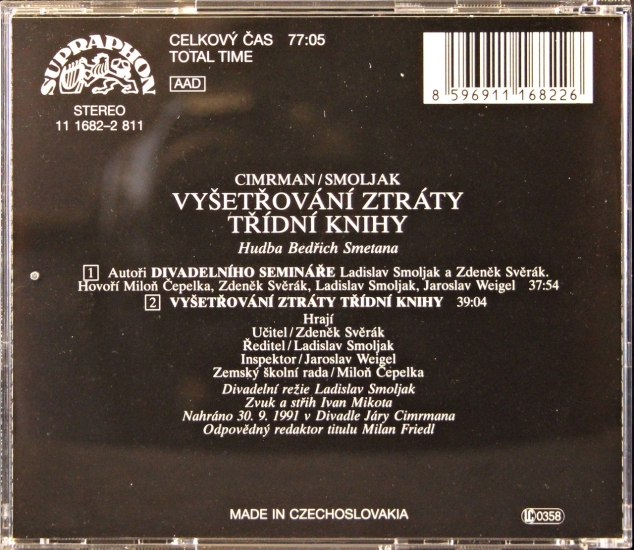 SUPRAPHON
STEREO
11 1682–2 811
CELKOVÝ ČAS 77:05
TOTAL TIME
AAD
8 596911 168226
CIMRMAN/SMOLJAK
VYŠETŘOVÁNÍ ZTRÁTY
TŘÍDNÍ KNIHY
Hudba Bedřich Smetana
1 Autoři DIVADELNÍHO SEMINÁŘE Ladislav Smoljak a Zdeněk Svěrák.
Hovoří Miloň Čepelka, Zdeněk Svěrák, Ladislav Smoljak, Jaroslav Weigel 37:54
2 VYŠETŘOVÁNÍ ZTRÁTY TŘÍDNÍ KNIHY 39:04
Hrají
Učitel/Zdeněk Svěrák
Ředitel/Ladislav Smoljak
Inspektor/Jaroslav Weigel
Zemský školní rada/Miloň Čepelka
Divadelní režie Ladislav Smoljak
Zvuk a střih Ivan Mikota
Nahráno 30. 9. 1991 v Divadle Járy Cimrmana
Odpovědný redaktor titulu Milan Friedl
MADE IN CZECHOSLOVAKIA
LC 0358